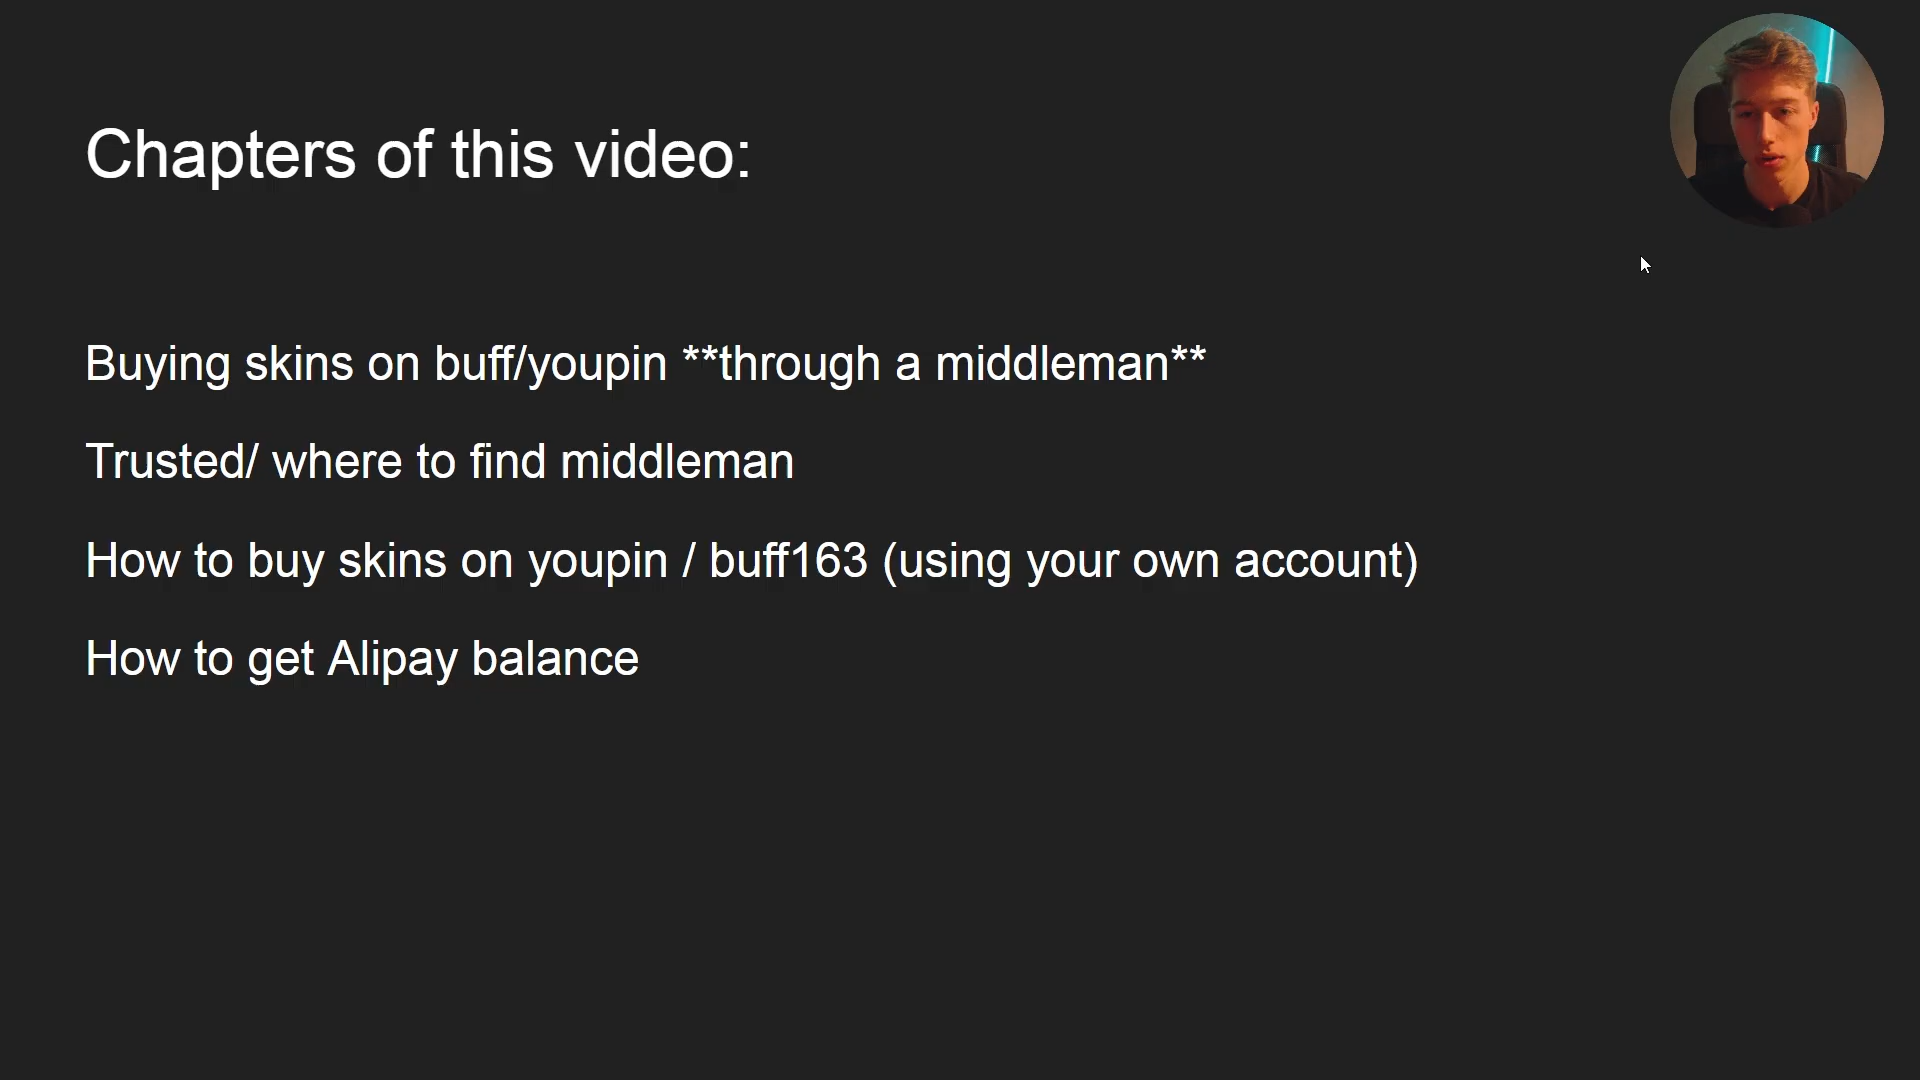 Chapters of this video:
Buying skins on buff/youpin **through a middleman**
Trusted/ where to find middleman
How to buy skins on youpin / buff163 (using your own account)
How to get Alipay balance